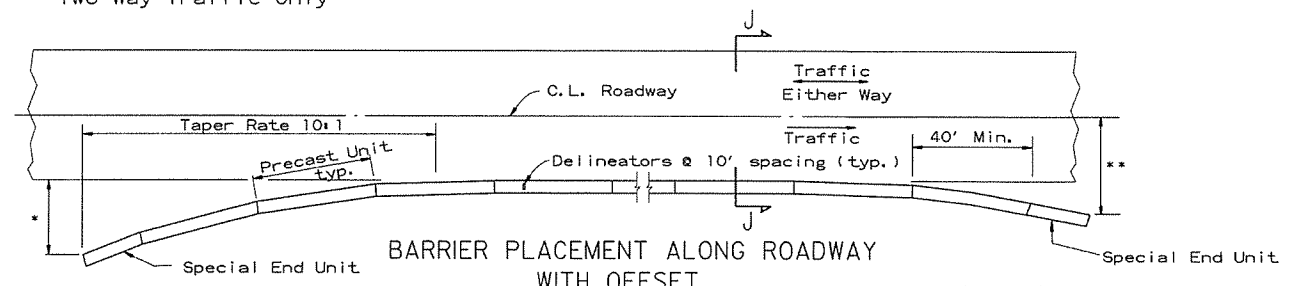 Two Way Traffic Only
J
Traffic
Either Way
C.L. Roadway
Taper Rate 10:1
Traffic
40' Min.
Precast Unit
typ.
Delineators @ 10' spacing (typ.)
*
**
J
BARRIER PLACEMENT ALONG ROADWAY
WITH OFFSET
Special End Unit
Special End Unit